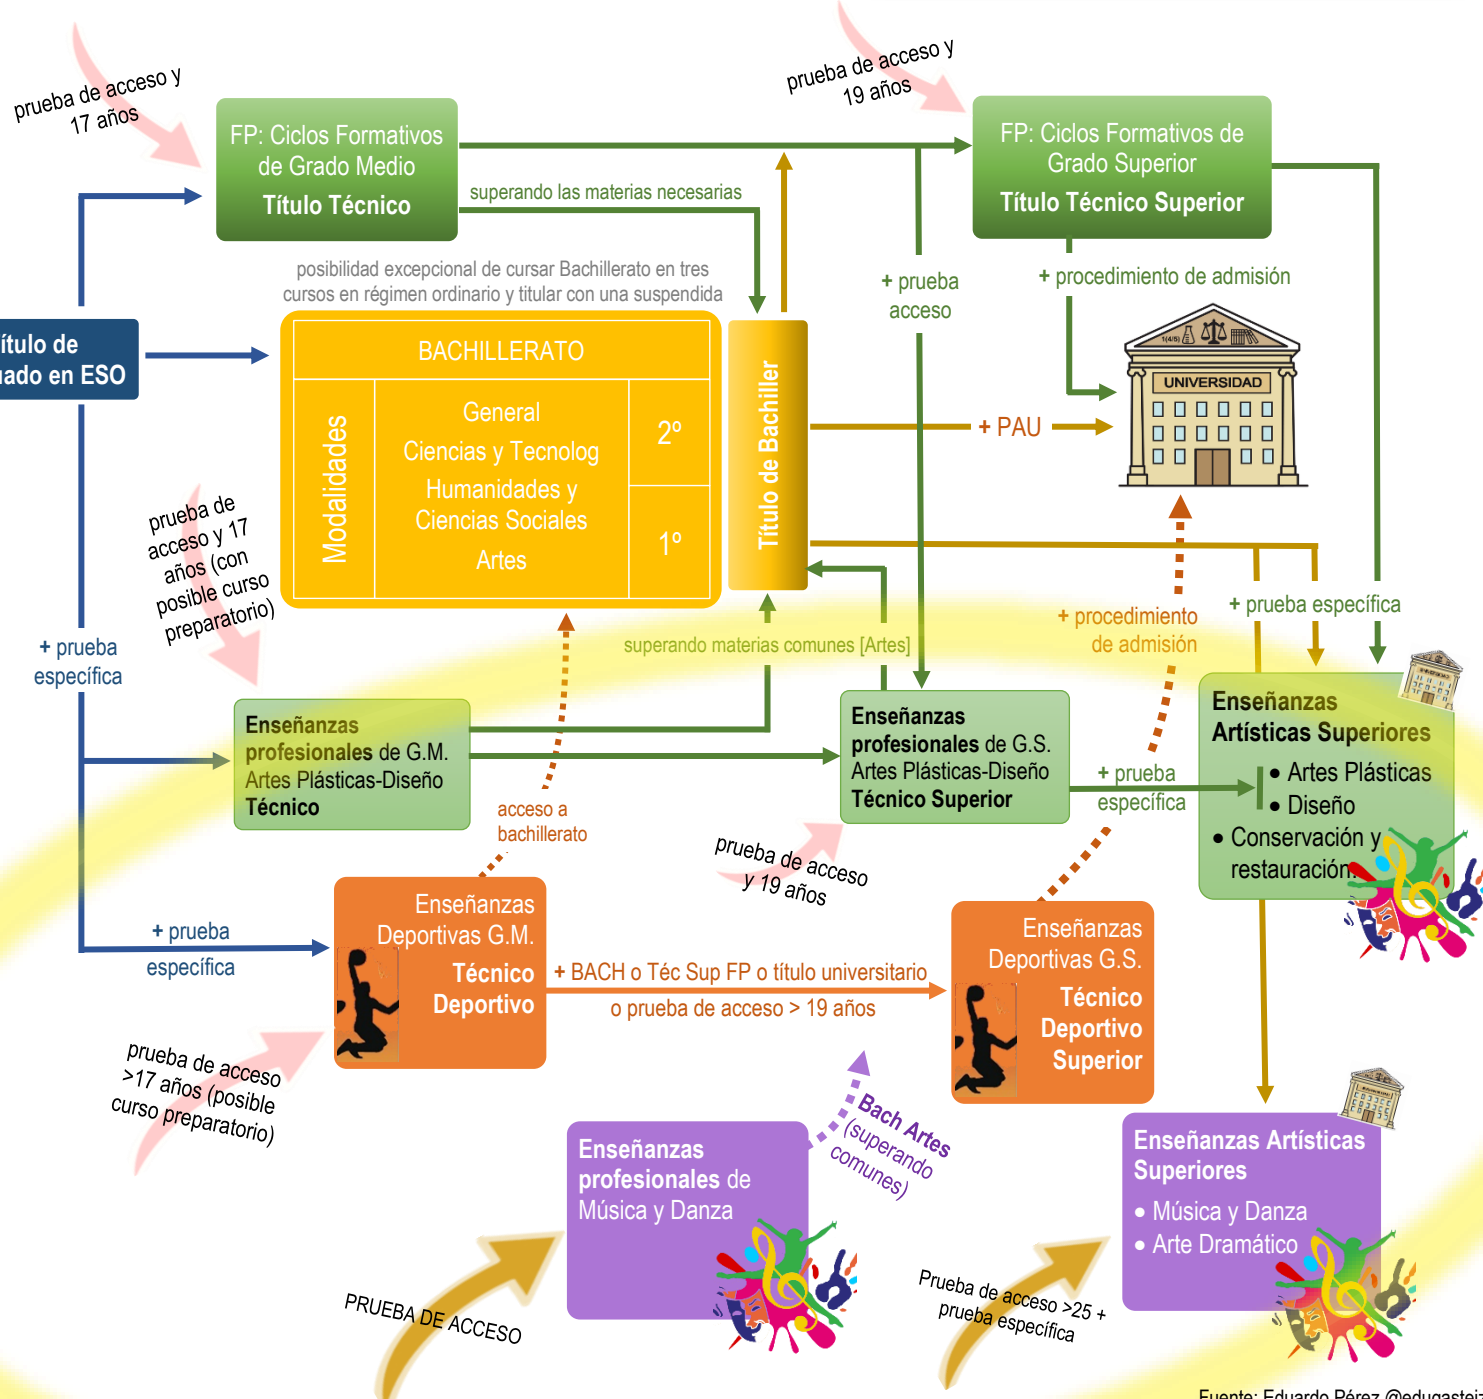 prueba de acceso y
17 años
prueba de acceso y
19 años
FP: Ciclos Formativos
de Grado Medio
Título Técnico
superando las materias necesarias
FP: Ciclos Formativos de
Grado Superior
Título Técnico Superior
posibilidad excepcional de cursar Bachillerato en tres
cursos en régimen ordinario y titular con una suspendida
+ prueba
acceso
+ procedimiento de admisión
ítulo de
uado en ESO
BACHILLERATO
Modalidades
General
Ciencias y Tecnolog
Humanidades y
Ciencias Sociales
Artes
2º
1º
Título de Bachiller
+ PAU
UNIVERSIDAD
prueba de
acceso y 17
años (con
posible curso
preparatorio)
+ prueba
específica
superando materias comunes [Artes]
+ procedimiento
de admisión
+ prueba específica
Enseñanzas
profesionales de G.M.
Artes Plásticas-Diseño
Técnico
Enseñanzas
profesionales de G.S.
Artes Plásticas-Diseño
Técnico Superior
+ prueba
específica
Enseñanzas
Artísticas Superiores
• Artes Plásticas
• Diseño
• Conservación y
restauración.
acceso a
bachillerato
prueba de acceso
y 19 años
+ prueba
específica
Enseñanzas
Deportivas G.M.
Técnico
Deportivo
+ BACH o Téc Sup FP o título universitario
o prueba de acceso > 19 años
Enseñanzas
Deportivas G.S.
Técnico
Deportivo
Superior
prueba de acceso
>17 años (posible
curso preparatorio)
Bach Artes
(superando
comunes)
Enseñanzas
profesionales de
Música y Danza
PRUEBA DE ACCESO
Enseñanzas Artísticas
Superiores
• Música y Danza
• Arte Dramático
Prueba de acceso >25 +
prueba específica
Fuente: Eduardo Pérez @edugasteiz